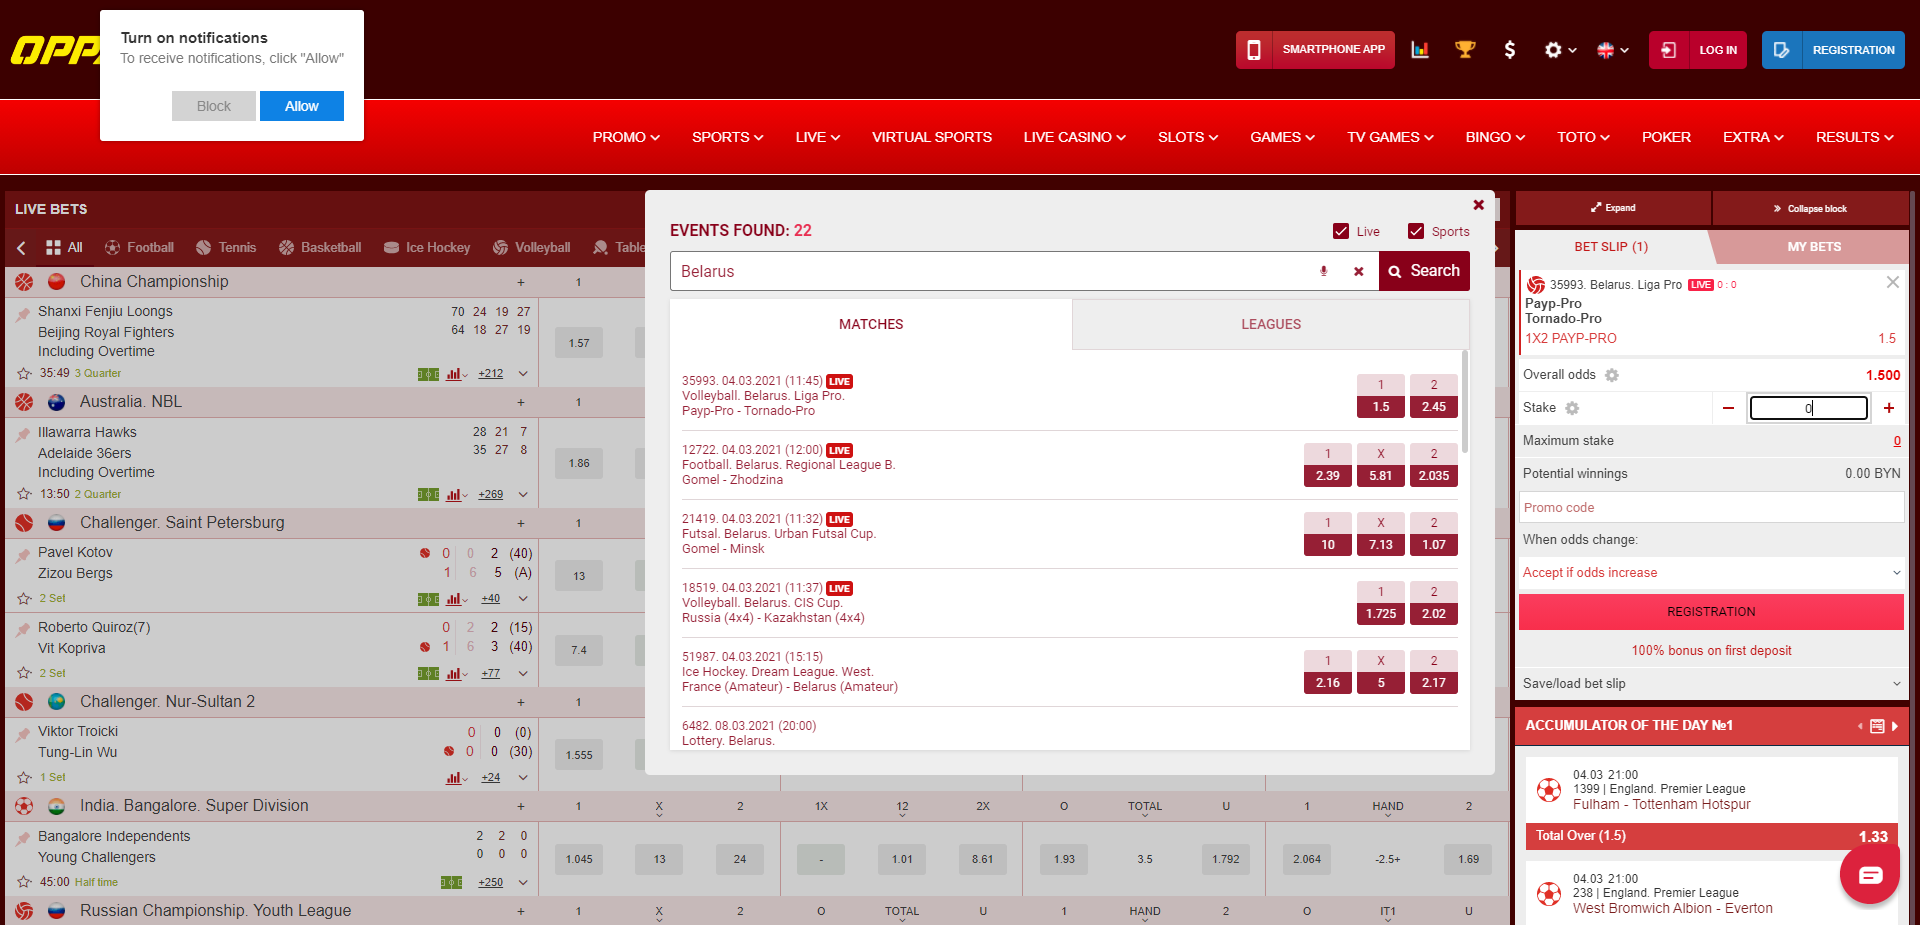 OPPA
Turn on notifications
To receive notifications, click "Allow"
Block
Allow
SMARTPHONE APP
LOG IN
REGISTRATION
PROMO
SPORTS
LIVE
VIRTUAL SPORTS
LIVE CASINO
SLOTS
GAMES
TV GAMES
BINGO
TOTO
POKER
EXTRA
RESULTS
LIVE BETS
All
Football
Tennis
Basketball
Ice Hockey
Volleyball
Table
China Championship + 1
Shanxi Fenjiu Loongs 70 24 19 27
Beijing Royal Fighters 64 18 27 19
Including Overtime
1.57
35:49 3 Quarter +212
Australia. NBL + 1
Illawarra Hawks 28 21 7
Adelaide 36ers 35 27 8
Including Overtime
1.86
13:50 2 Quarter +269
Challenger. Saint Petersburg + 1
Pavel Kotov 0 0 2 (40)
Zizou Bergs 1 6 5 (A)
13
2 Set +40
Roberto Quiroz(7) 0 2 2 (15)
Vit Kopriva 1 6 3 (40)
7.4
2 Set +77
Challenger. Nur-Sultan 2 + 1
Viktor Troicki 0 0 (0)
Tung-Lin Wu 0 0 (30)
1.555
1 Set +24
India. Bangalore. Super Division + 1 X 2 1X 12 2X O TOTAL U 1 HAND 2
Bangalore Independents 2 2 0
Young Challengers 0 0 0
1.045 13 24 - 1.01 8.61 1.93 3.5 1.792 2.064 -2.5+ 1.69
45:00 Half time +250
Russian Championship. Youth League + 1 X 2 O TOTAL U 1 HAND 2 O IT1 U
EVENTS FOUND: 22
Live
Sports
Belarus
Search
MATCHES
LEAGUES
35993. 04.03.2021 (11:45) LIVE
Volleyball. Belarus. Liga Pro.
Payp-Pro - Tornado-Pro
1 2
1.5 2.45
12722. 04.03.2021 (12:00) LIVE
Football. Belarus. Regional League B.
Gomel - Zhodzina
1 X 2
2.39 5.81 2.035
21419. 04.03.2021 (11:32) LIVE
Futsal. Belarus. Urban Futsal Cup.
Gomel - Minsk
1 X 2
10 7.13 1.07
18519. 04.03.2021 (11:37) LIVE
Volleyball. Belarus. CIS Cup.
Russia (4x4) - Kazakhstan (4x4)
1 2
1.725 2.02
51987. 04.03.2021 (15:15)
Ice Hockey. Dream League. West.
France (Amateur) - Belarus (Amateur)
1 X 2
2.16 5 2.17
6482. 08.03.2021 (20:00)
Lottery. Belarus.
Expand
Collapse block
BET SLIP (1)
MY BETS
35993. Belarus. Liga Pro LIVE 0 : 0
Payp-Pro
Tornado-Pro
1X2 PAYP-PRO 1.5
Overall odds 1.500
Stake - 0 +
Maximum stake 0
Potential winnings 0.00 BYN
Promo code
When odds change:
Accept if odds increase
REGISTRATION
100% bonus on first deposit
Save/load bet slip
ACCUMULATOR OF THE DAY №1
04.03 21:00
1399 | England. Premier League
Fulham - Tottenham Hotspur
Total Over (1.5) 1.33
04.03 21:00
238 | England. Premier League
West Bromwich Albion - Everton